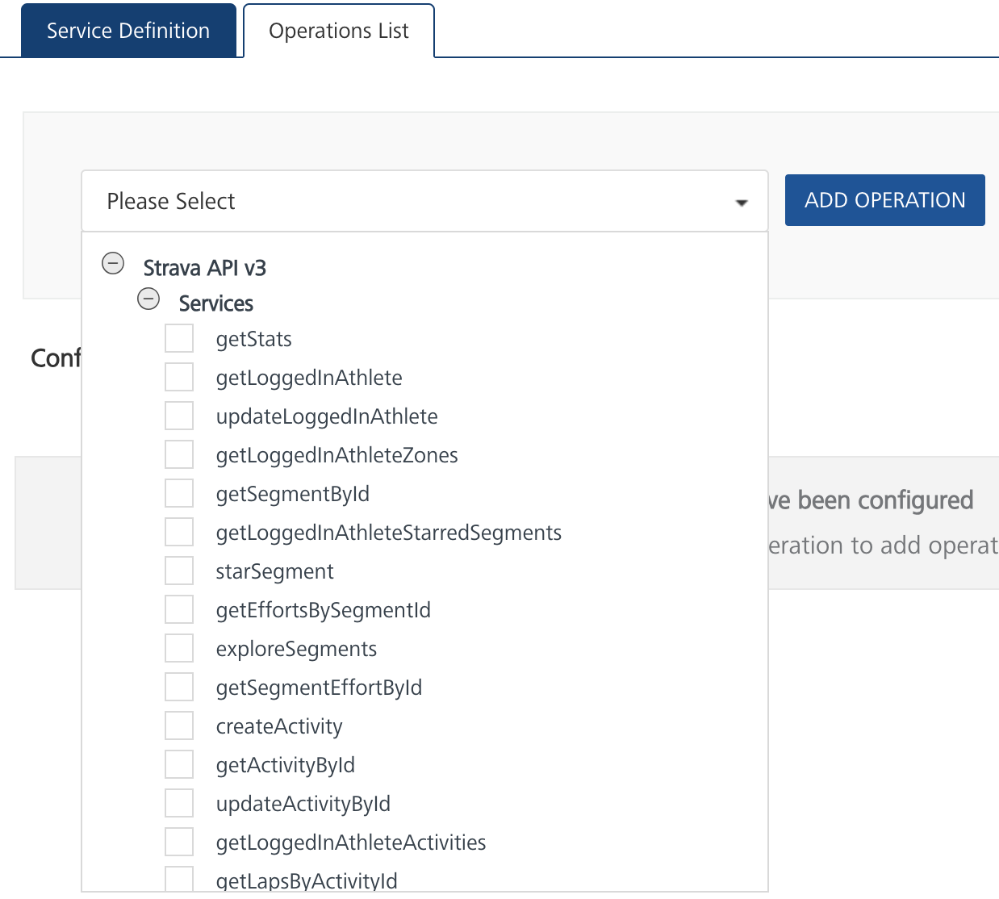 Service Definition
Operations List
Please Select
ADD OPERATION
Strava API v3
Services
getStats
getLoggedInAthlete
updateLoggedInAthlete
getLoggedInAthleteZones
getSegmentById
getLoggedInAthleteStarredSegments
starSegment
getEffortsBySegmentId
exploreSegments
getSegmentEffortById
createActivity
getActivityById
updateActivityById
getLoggedInAthleteActivities
getLapsByActivityId
Conf
ve been configured
eration to add operat